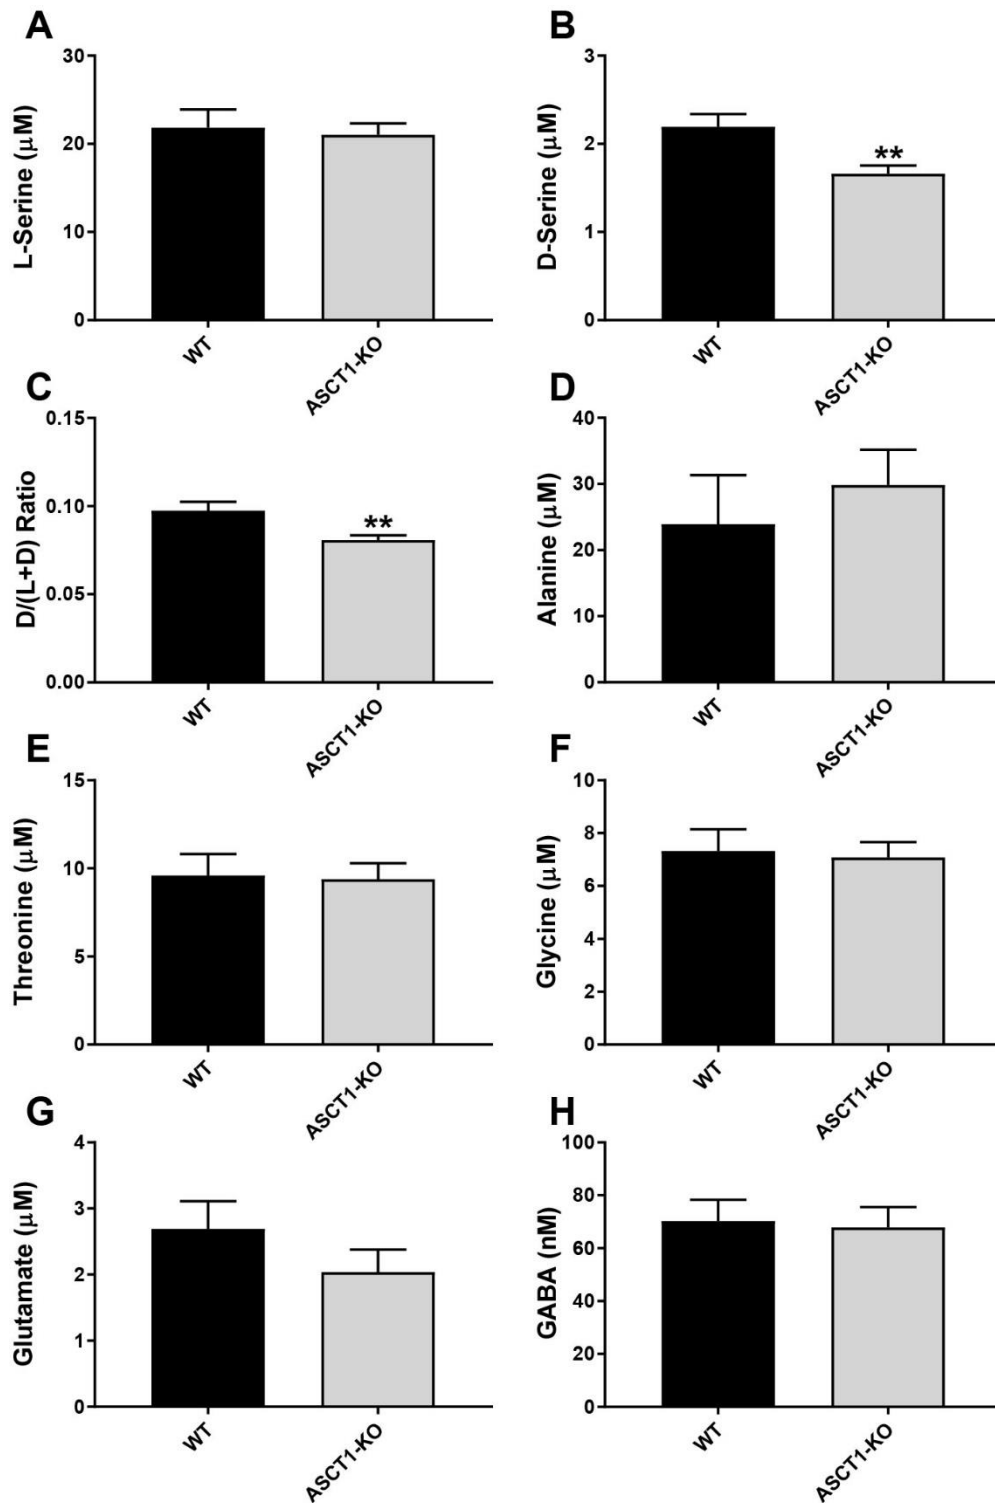 A
L-Serine (μM)
30
20
10
0
WT
ASCT1-KO
B
D-Serine (μM)
3
2
1
0
**
WT
ASCT1-KO
C
D/(L+D) Ratio
0.15
0.10
0.05
0.00
**
WT
ASCT1-KO
D
Alanine (μM)
40
30
20
10
0
WT
ASCT1-KO
E
Threonine (μM)
15
10
5
0
WT
ASCT1-KO
F
Glycine (μM)
10
8
6
4
2
0
WT
ASCT1-KO
G
Glutamate (μM)
4
3
2
1
0
WT
ASCT1-KO
H
GABA (nM)
100
80
60
40
20
0
WT
ASCT1-KO